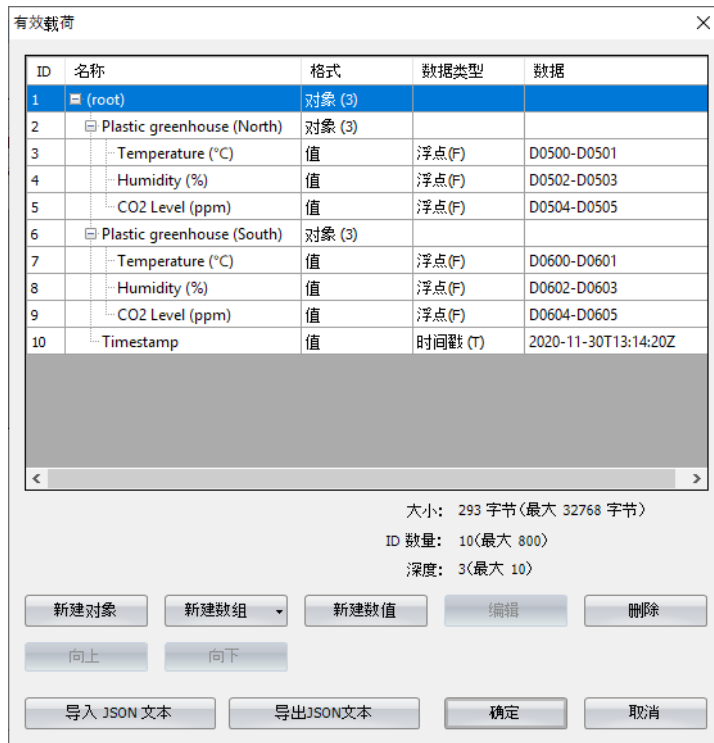 有效载荷
ID 名称 格式 数据类型 数据
1 (root) 对象 (3)
2 Plastic greenhouse (North) 对象 (3)
3 Temperature (°C) 值 浮点(F) D0500-D0501
4 Humidity (%) 值 浮点(F) D0502-D0503
5 CO2 Level (ppm) 值 浮点(F) D0504-D0505
6 Plastic greenhouse (South) 对象 (3)
7 Temperature (°C) 值 浮点(F) D0600-D0601
8 Humidity (%) 值 浮点(F) D0602-D0603
9 CO2 Level (ppm) 值 浮点(F) D0604-D0605
10 Timestamp 值 时间戳 (T) 2020-11-30T13:14:20Z
大小: 293 字节(最大 32768 字节)
ID 数量: 10(最大 800)
深度: 3(最大 10)
新建对象 新建数组 新建数值 编辑 删除
向上 向下
导入 JSON 文本 导出JSON文本 确定 取消